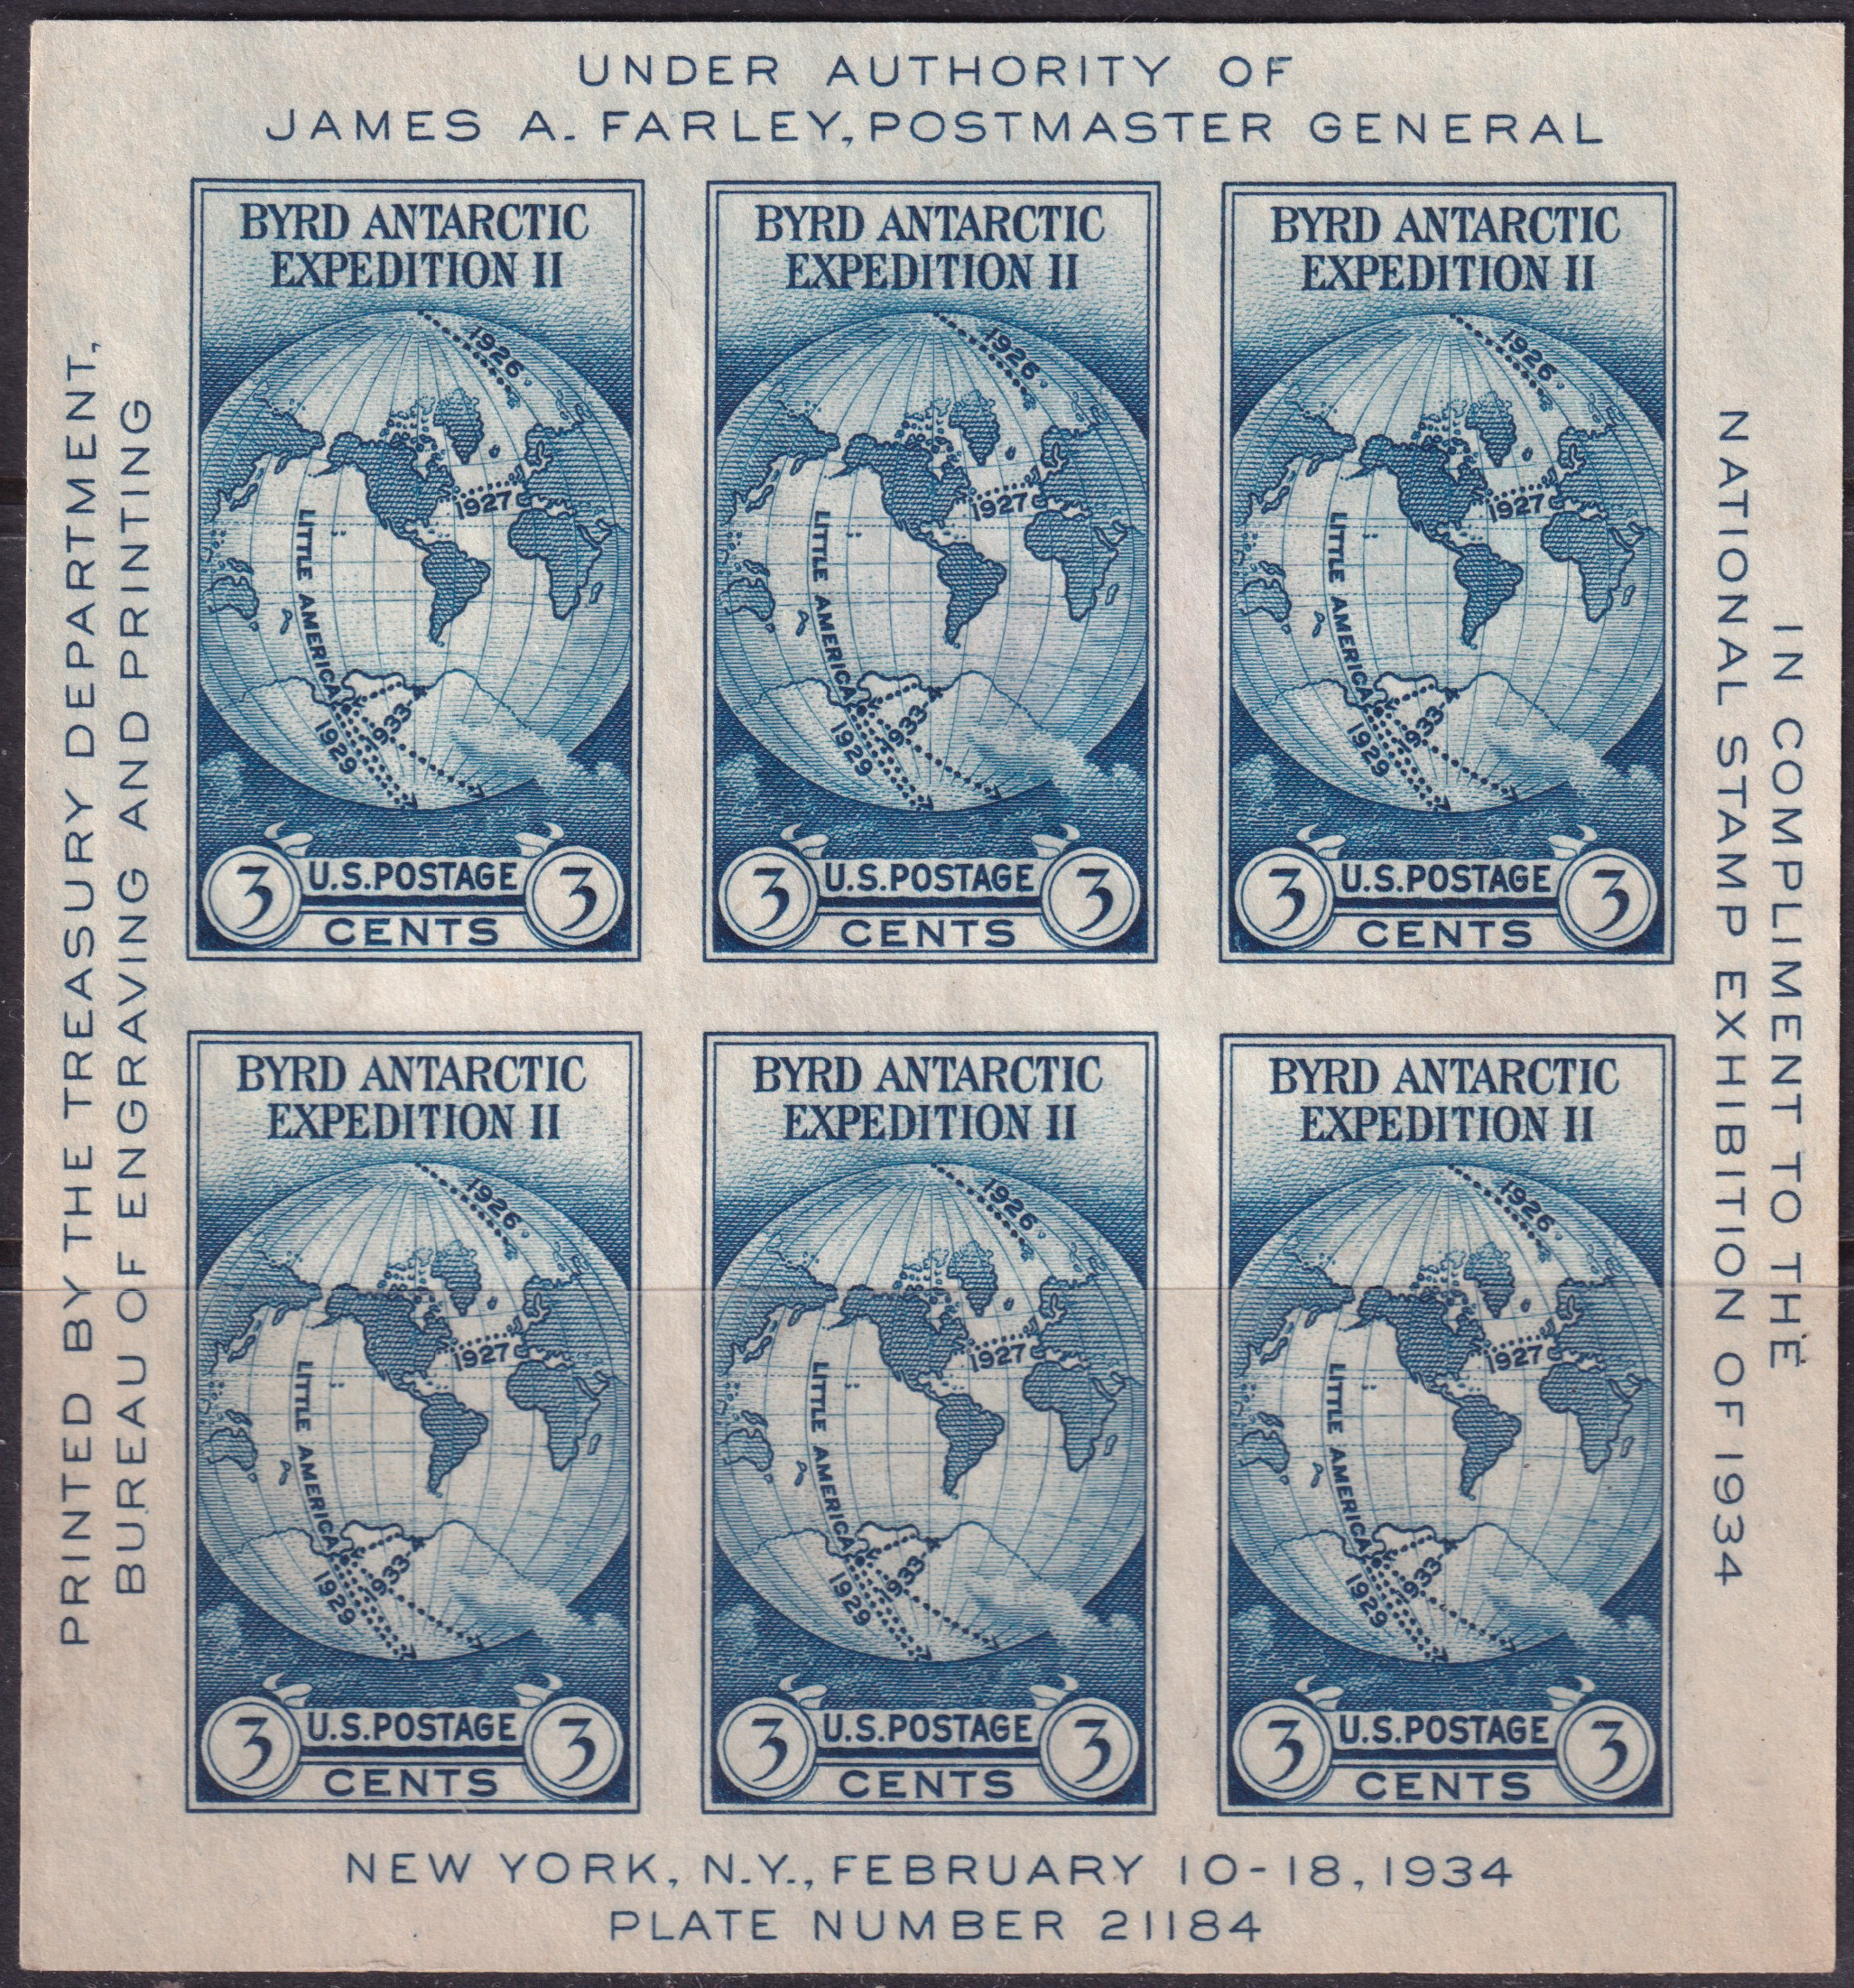 UNDER AUTHORITY OF
JAMES A. FARLEY, POSTMASTER GENERAL
PRINTED BY THE TREASURY DEPARTMENT,
BUREAU OF ENGRAVING AND PRINTING
BYRD ANTARCTIC
EXPEDITION II
1926
1927
LITTLE AMERICA
1933
1929
3 U.S. POSTAGE 3
CENTS
BYRD ANTARCTIC
EXPEDITION II
1926
1927
LITTLE AMERICA
1933
1929
3 U.S. POSTAGE 3
CENTS
BYRD ANTARCTIC
EXPEDITION II
1926
1927
LITTLE AMERICA
1933
1929
3 U.S. POSTAGE 3
CENTS
BYRD ANTARCTIC
EXPEDITION II
1926
1927
LITTLE AMERICA
1933
1929
3 U.S. POSTAGE 3
CENTS
BYRD ANTARCTIC
EXPEDITION II
1926
1927
LITTLE AMERICA
1933
1929
3 U.S. POSTAGE 3
CENTS
BYRD ANTARCTIC
EXPEDITION II
1926
1927
LITTLE AMERICA
1933
1929
3 U.S. POSTAGE 3
CENTS
IN COMPLIMENT TO THE
NATIONAL STAMP EXHIBITION OF 1934
NEW YORK, N.Y., FEBRUARY 10-18, 1934
PLATE NUMBER 21184